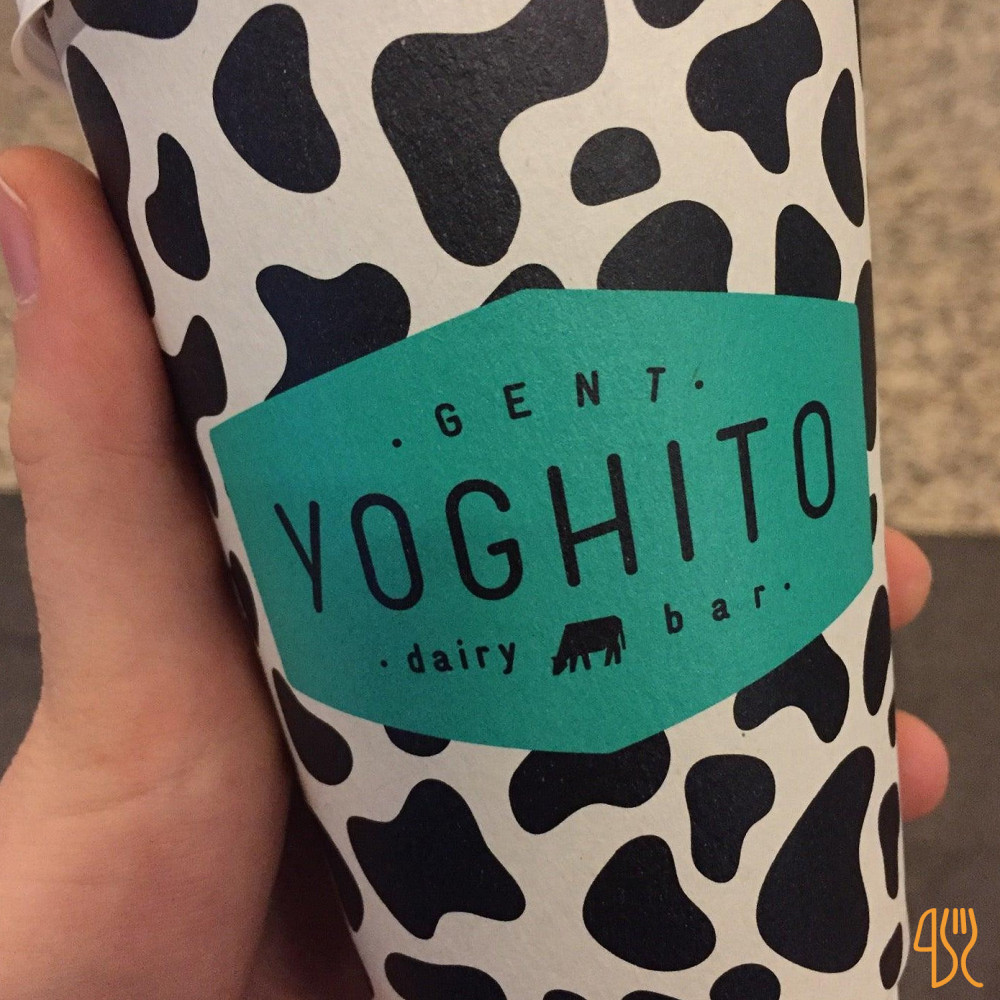 . GENT .
YOGHITO
· dairy bar ·